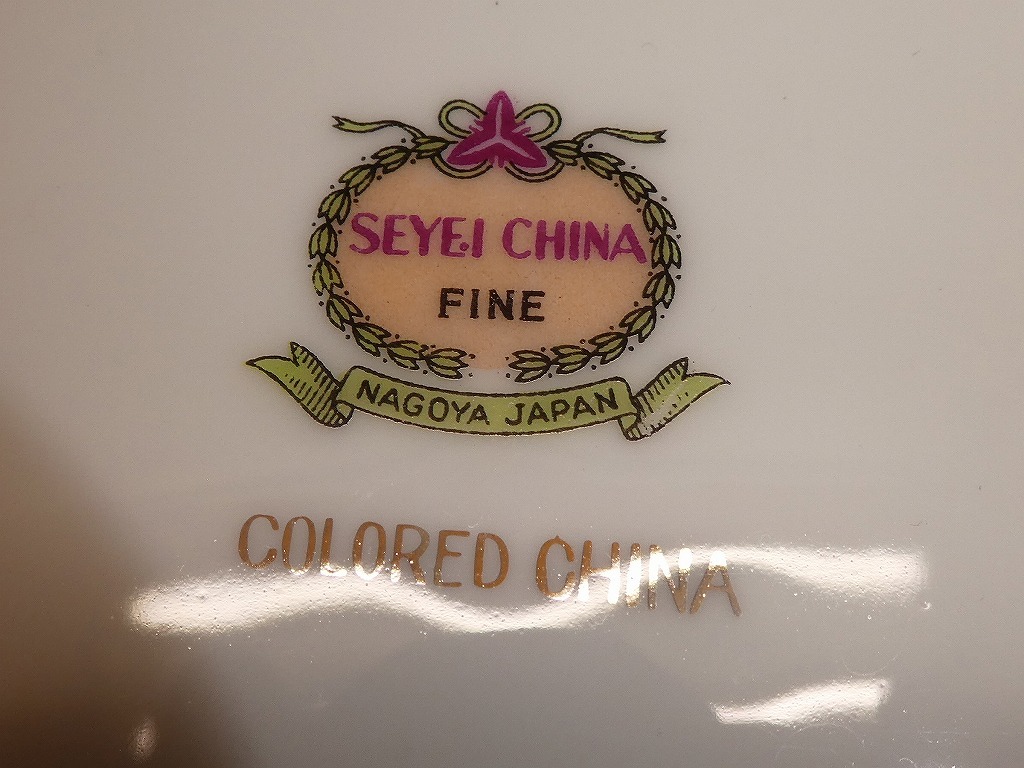 SEYEI CHINA
FINE
NAGOYA JAPAN
COLORED CHINA